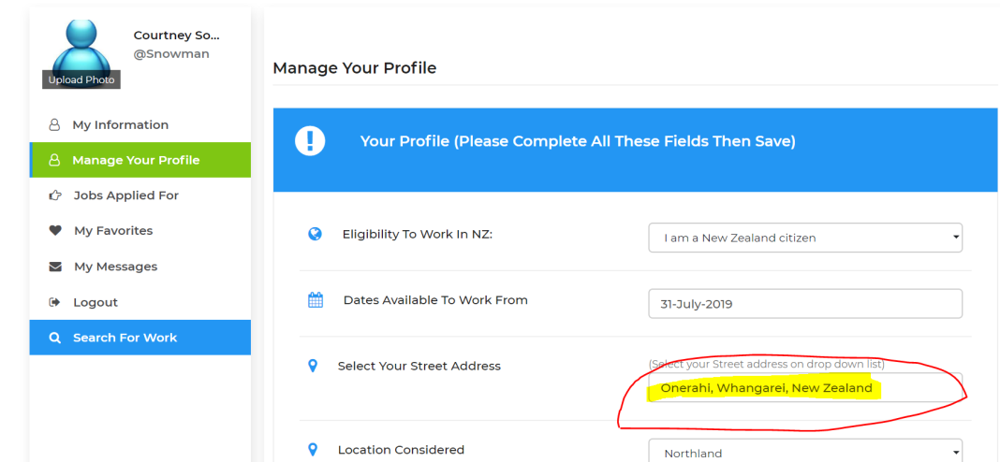 Courtney So...
@Snowman
Upload Photo
My Information
Manage Your Profile
Jobs Applied For
My Favorites
My Messages
Logout
Search For Work
Manage Your Profile
Your Profile (Please Complete All These Fields Then Save)
Eligibility To Work In NZ:
I am a New Zealand citizen
Dates Available To Work From
31-July-2019
Select Your Street Address
(Select your Street address on drop down list)
Onerahi, Whangarei, New Zealand
Location Considered
Northland